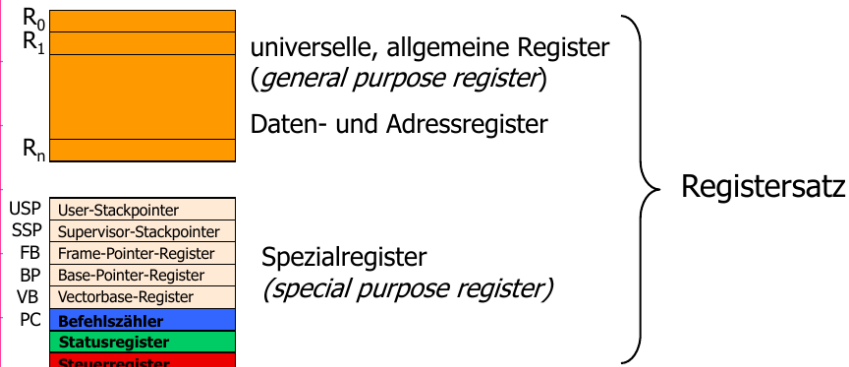 R0
R1
universelle, allgemeine Register
(general purpose register)
Daten- und Adressregister
Rn
Registersatz
USP User-Stackpointer
SSP Supervisor-Stackpointer
FB Frame-Pointer-Register
BP Base-Pointer-Register
VB Vectorbase-Register
PC Befehlszähler
Statusregister
Steuerregister
Spezialregister
(special purpose register)